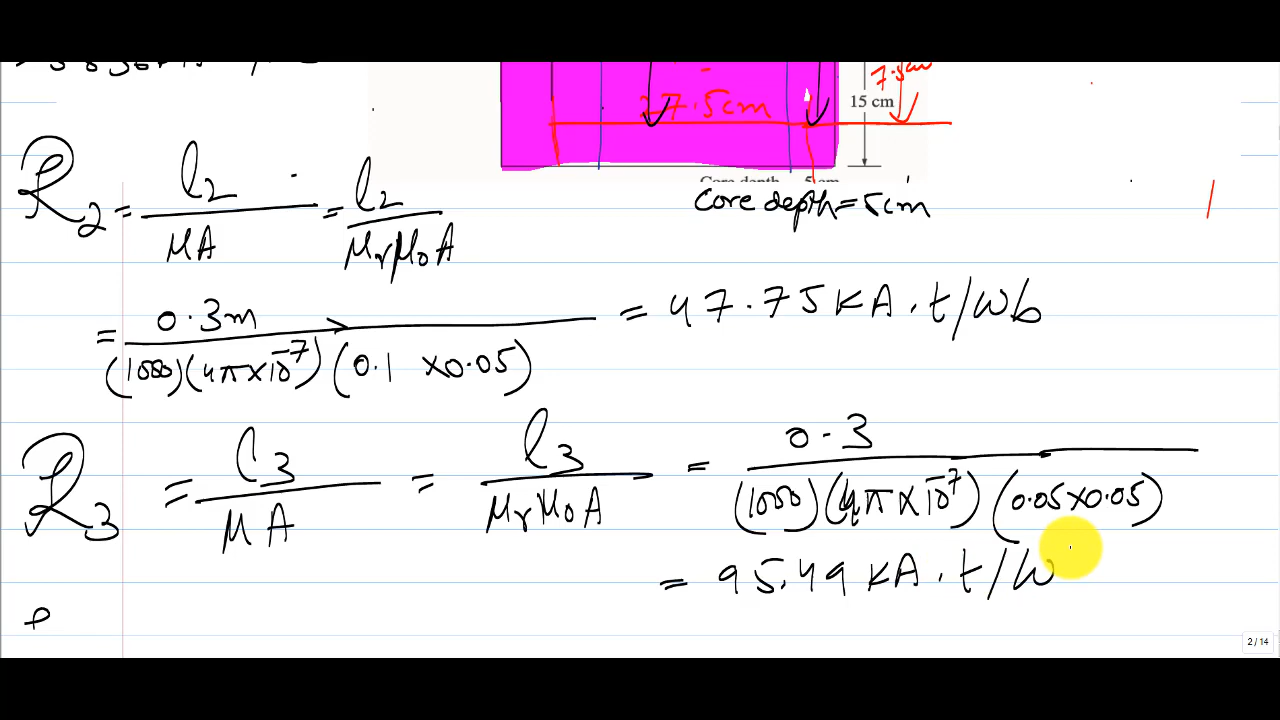 7.5cm
27.5cm
15 cm
Core depth = 5cm
R2 = l2/μA = l2/μrμ0A
= 0.3m/(1000)(4π×10^-7)(0.1×0.05) = 47.75 KA.t/Wb
R3 = l3/μA = l3/μrμ0A = 0.3/(1000)(4π×10^-7)(0.05×0.05)
= 95.49 KA.t/W
2 / 14